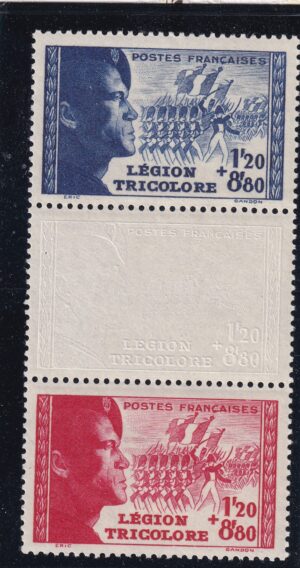 POSTES FRANÇAISES
1ᶠ20
LÉGION + 8ᶠ80
TRICOLORE
ERIC GANDON
POSTES FRANÇAISES
1ᶠ20
LÉGION + 8ᶠ80
TRICOLORE
POSTES FRANÇAISES
1ᶠ20
LÉGION + 8ᶠ80
TRICOLORE
ERIC GANDON